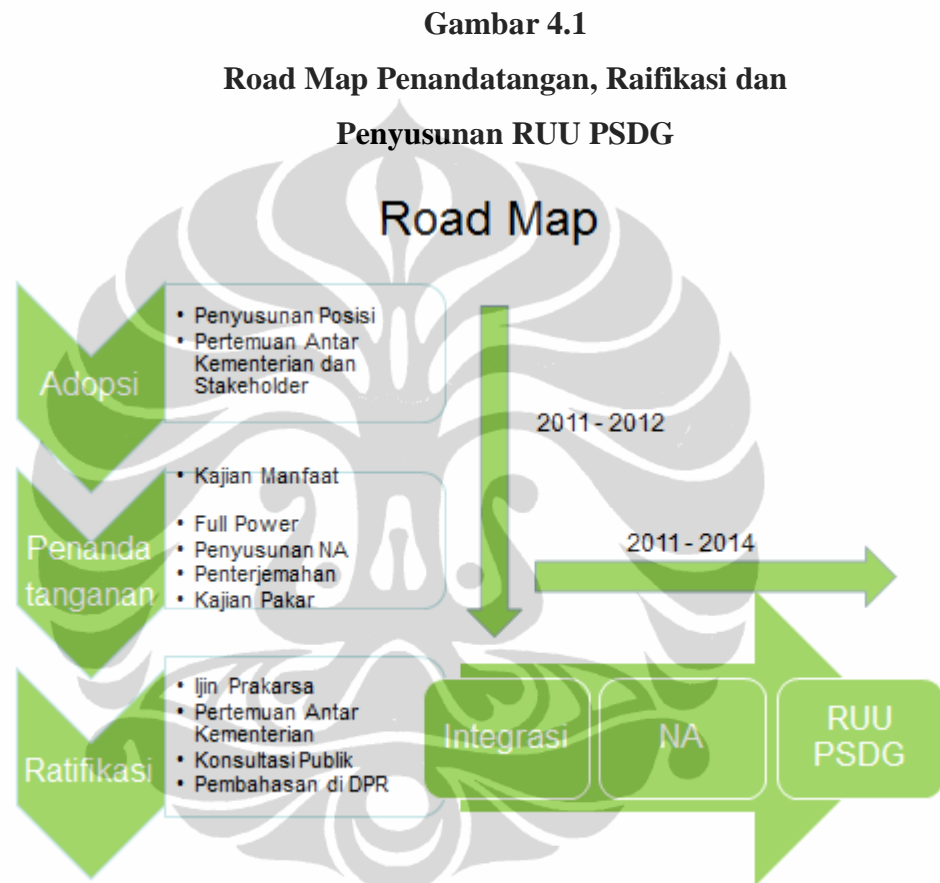 Gambar 4.1
Road Map Penandatangan, Raifikasi dan
Penyusunan RUU PSDG
Road Map
Adopsi
• Penyusunan Posisi
• Pertemuan Antar
Kementerian dan
Stakeholder
2011 - 2012
Penanda
tanganan
• Kajian Manfaat
• Full Power
• Penyusunan NA
• Penterjemahan
• Kajian Pakar
2011 - 2014
Ratifikasi
• Ijin Prakarsa
• Pertemuan Antar
Kementerian
• Konsultasi Publik
• Pembahasan di DPR
Integrasi
NA
RUU
PSDG